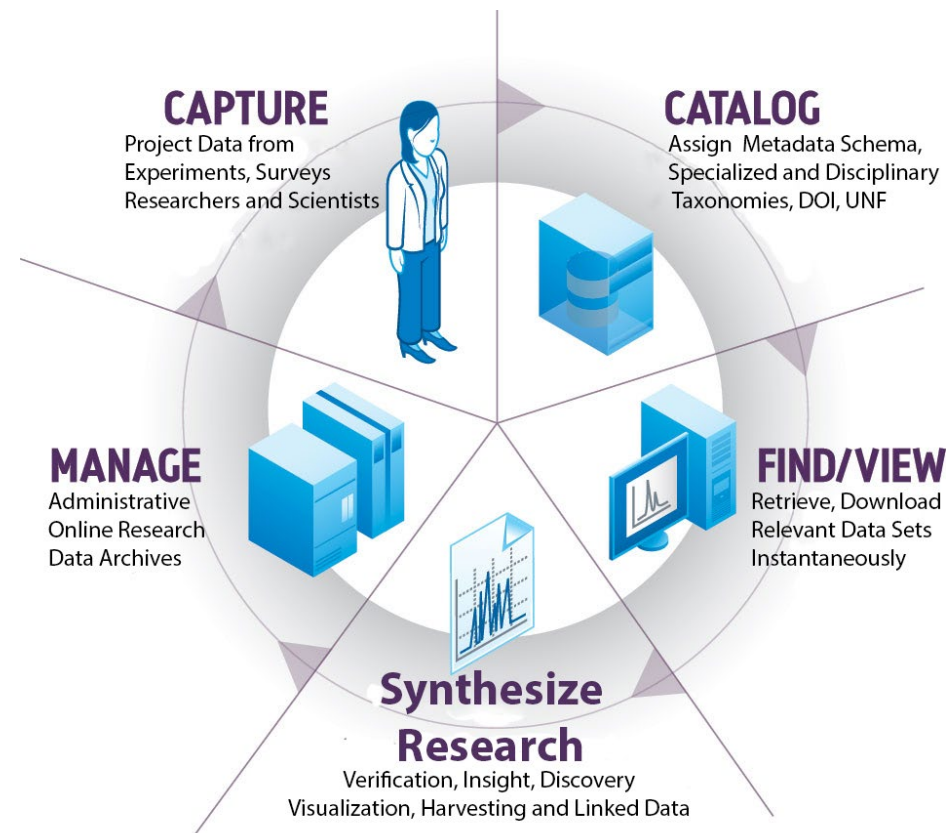 CAPTURE
Project Data from
Experiments, Surveys
Researchers and Scientists
CATALOG
Assign Metadata Schema,
Specialized and Disciplinary
Taxonomies, DOI, UNF
FIND/VIEW
Retrieve, Download
Relevant Data Sets
Instantaneously
Synthesize
Research
Verification, Insight, Discovery
Visualization, Harvesting and Linked Data
MANAGE
Administrative
Online Research
Data Archives